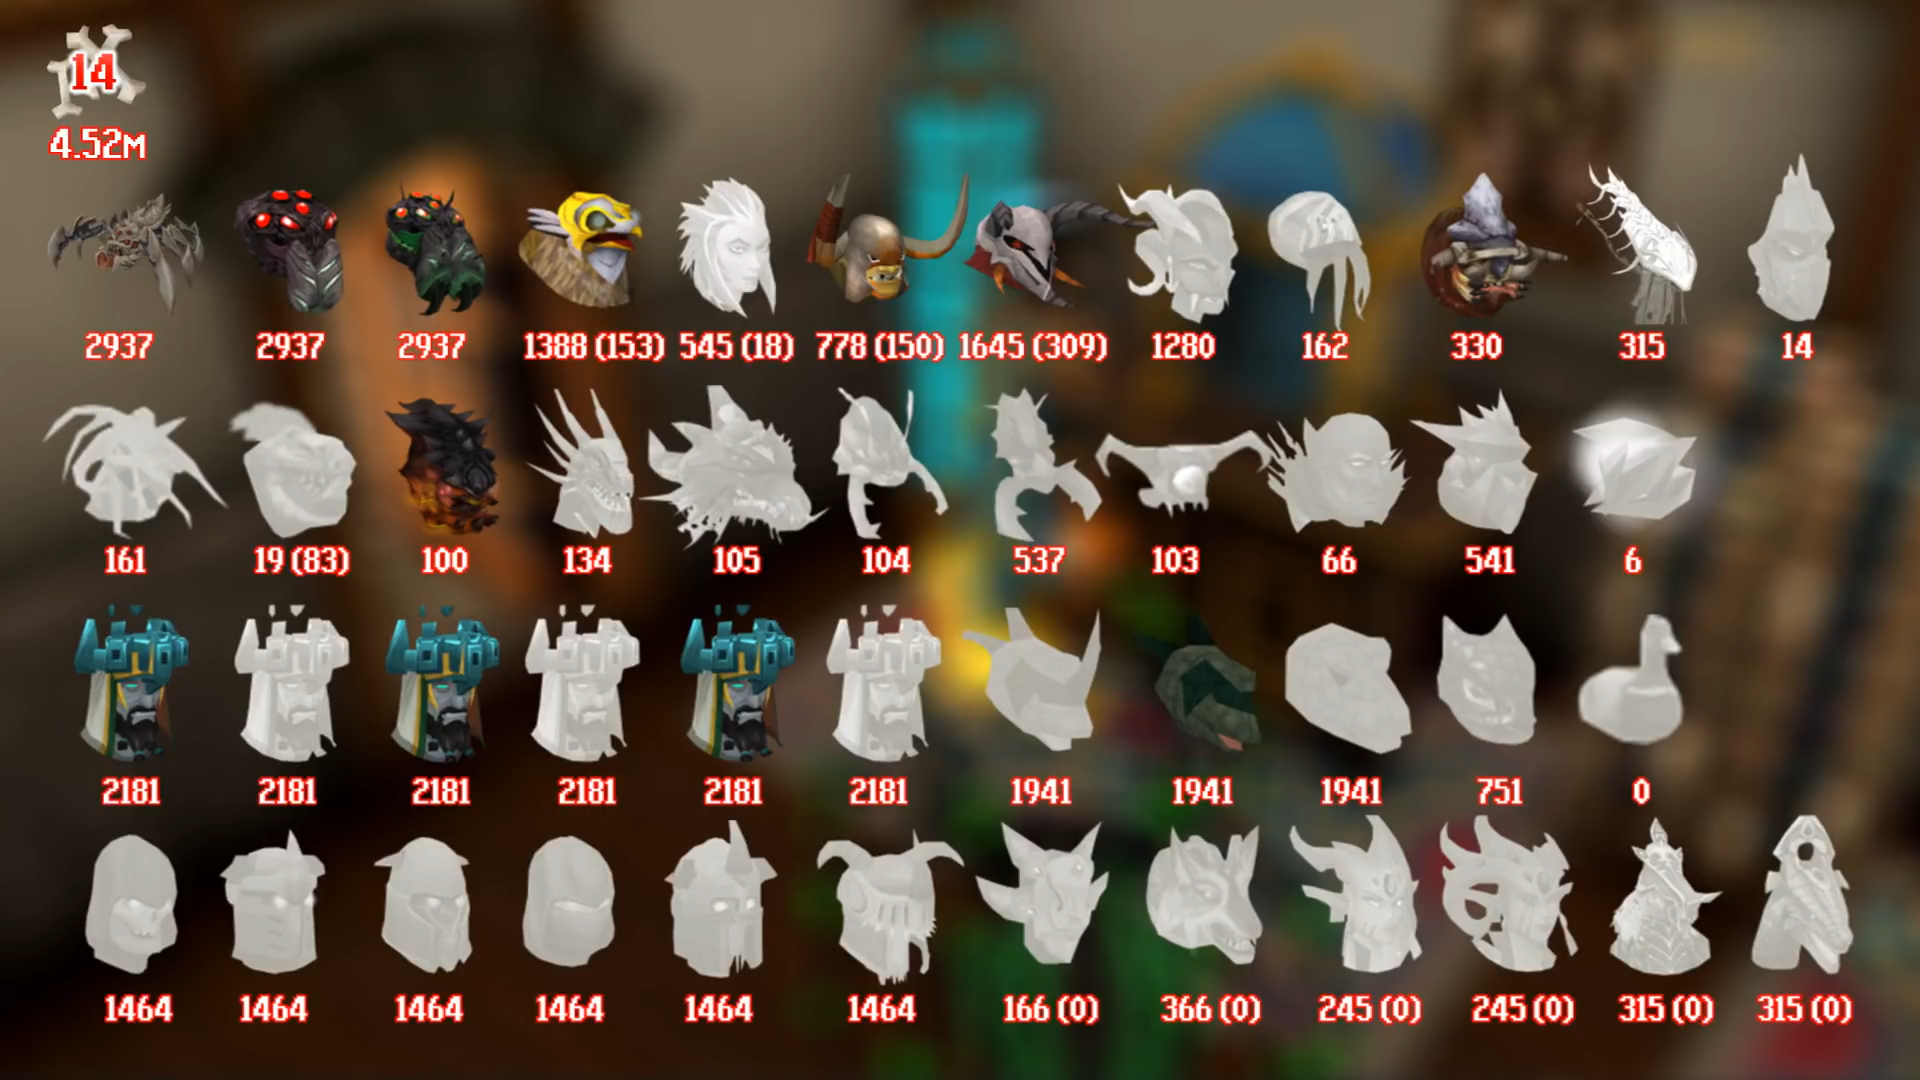 14
4.52M
2937 2937 2937 1388 (153) 545 (18) 778 (150) 1645 (309) 1280 162 330 315 14
161 19 (83) 100 134 105 104 537 103 66 541 6
2181 2181 2181 2181 2181 2181 1941 1941 1941 751 0
1464 1464 1464 1464 1464 1464 166 (0) 366 (0) 245 (0) 245 (0) 315 (0) 315 (0)